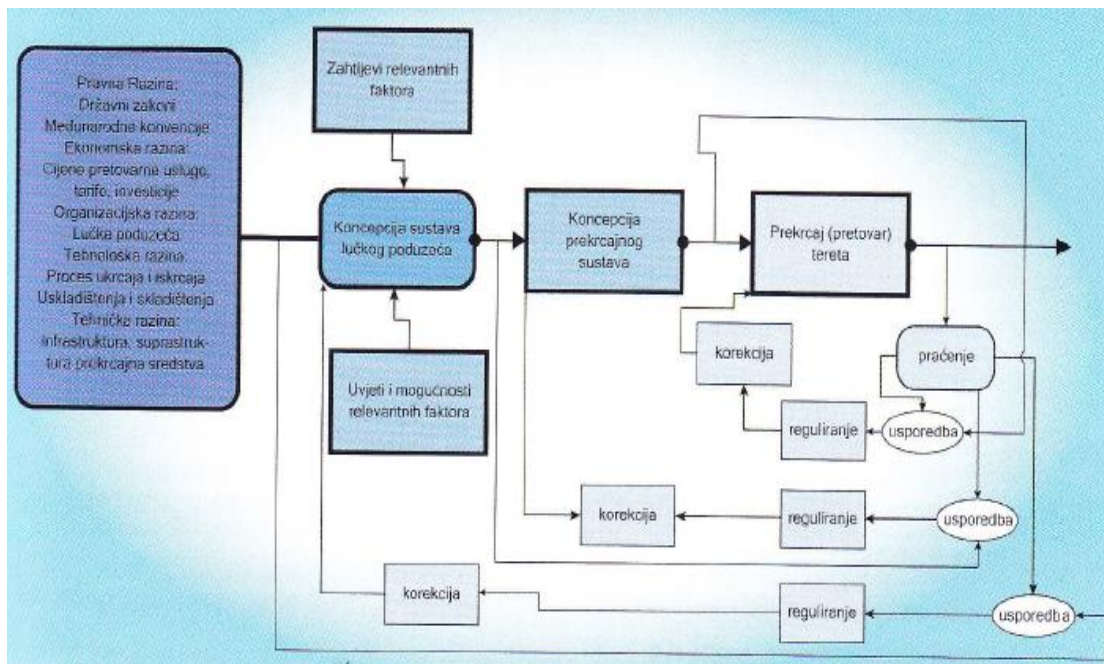 Pravna Razina:
Državni zakoni
Međunarodne konvencije
Ekonomska razina:
Cijene pretovarne usluge,
tarife, investicije
Organizacijska razina:
Lučka poduzeća
Tehnološka razina:
Proces ukrcaja i iskrcaja
Uskladištenja i skladištenja
Tehnička razina:
Infrastruktura, suprastruk-
tura prekrcajna sredstva
Zahtijevi relevantnih
faktora
Koncepcija sustava
lučkog poduzeća
Uvjeti i mogućnosti
relevantnih faktora
Koncepcija
prekrcajnog
sustava
Prekrcaj (pretovar)
tereta
korekcija
praćenje
reguliranje
usporedba
korekcija
reguliranje
usporedba
korekcija
reguliranje
usporedba